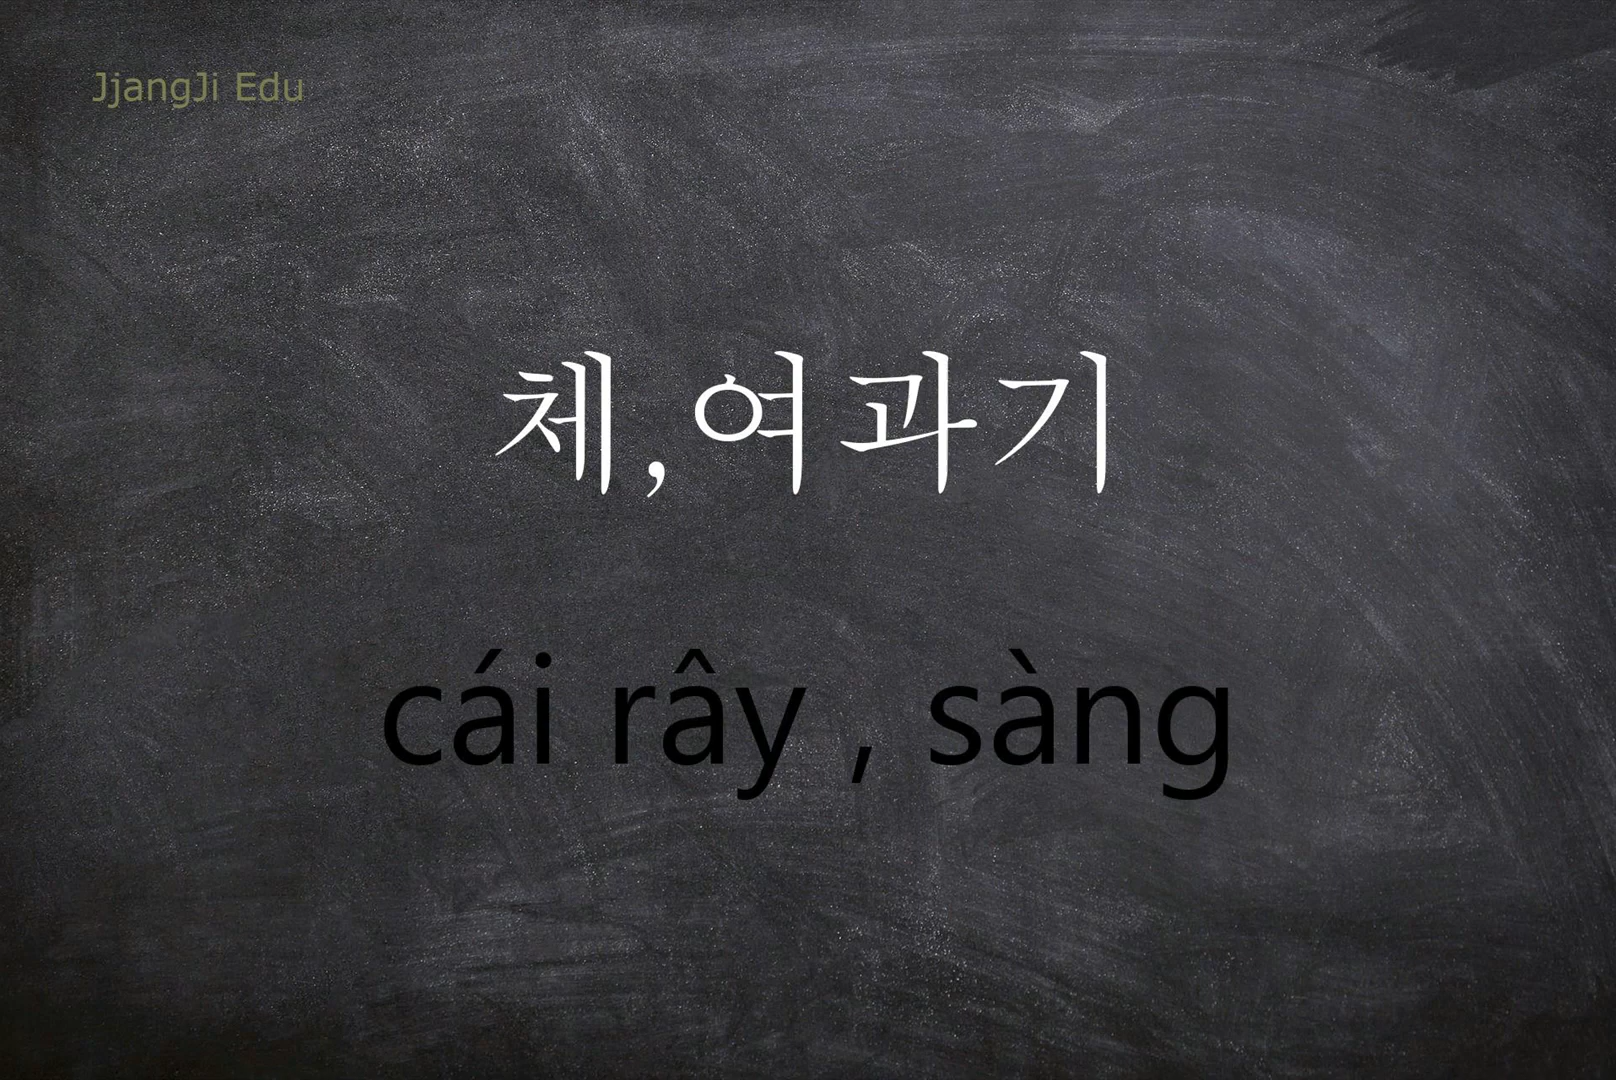 JjangJi Edu
체,여과기
cái rây , sàng